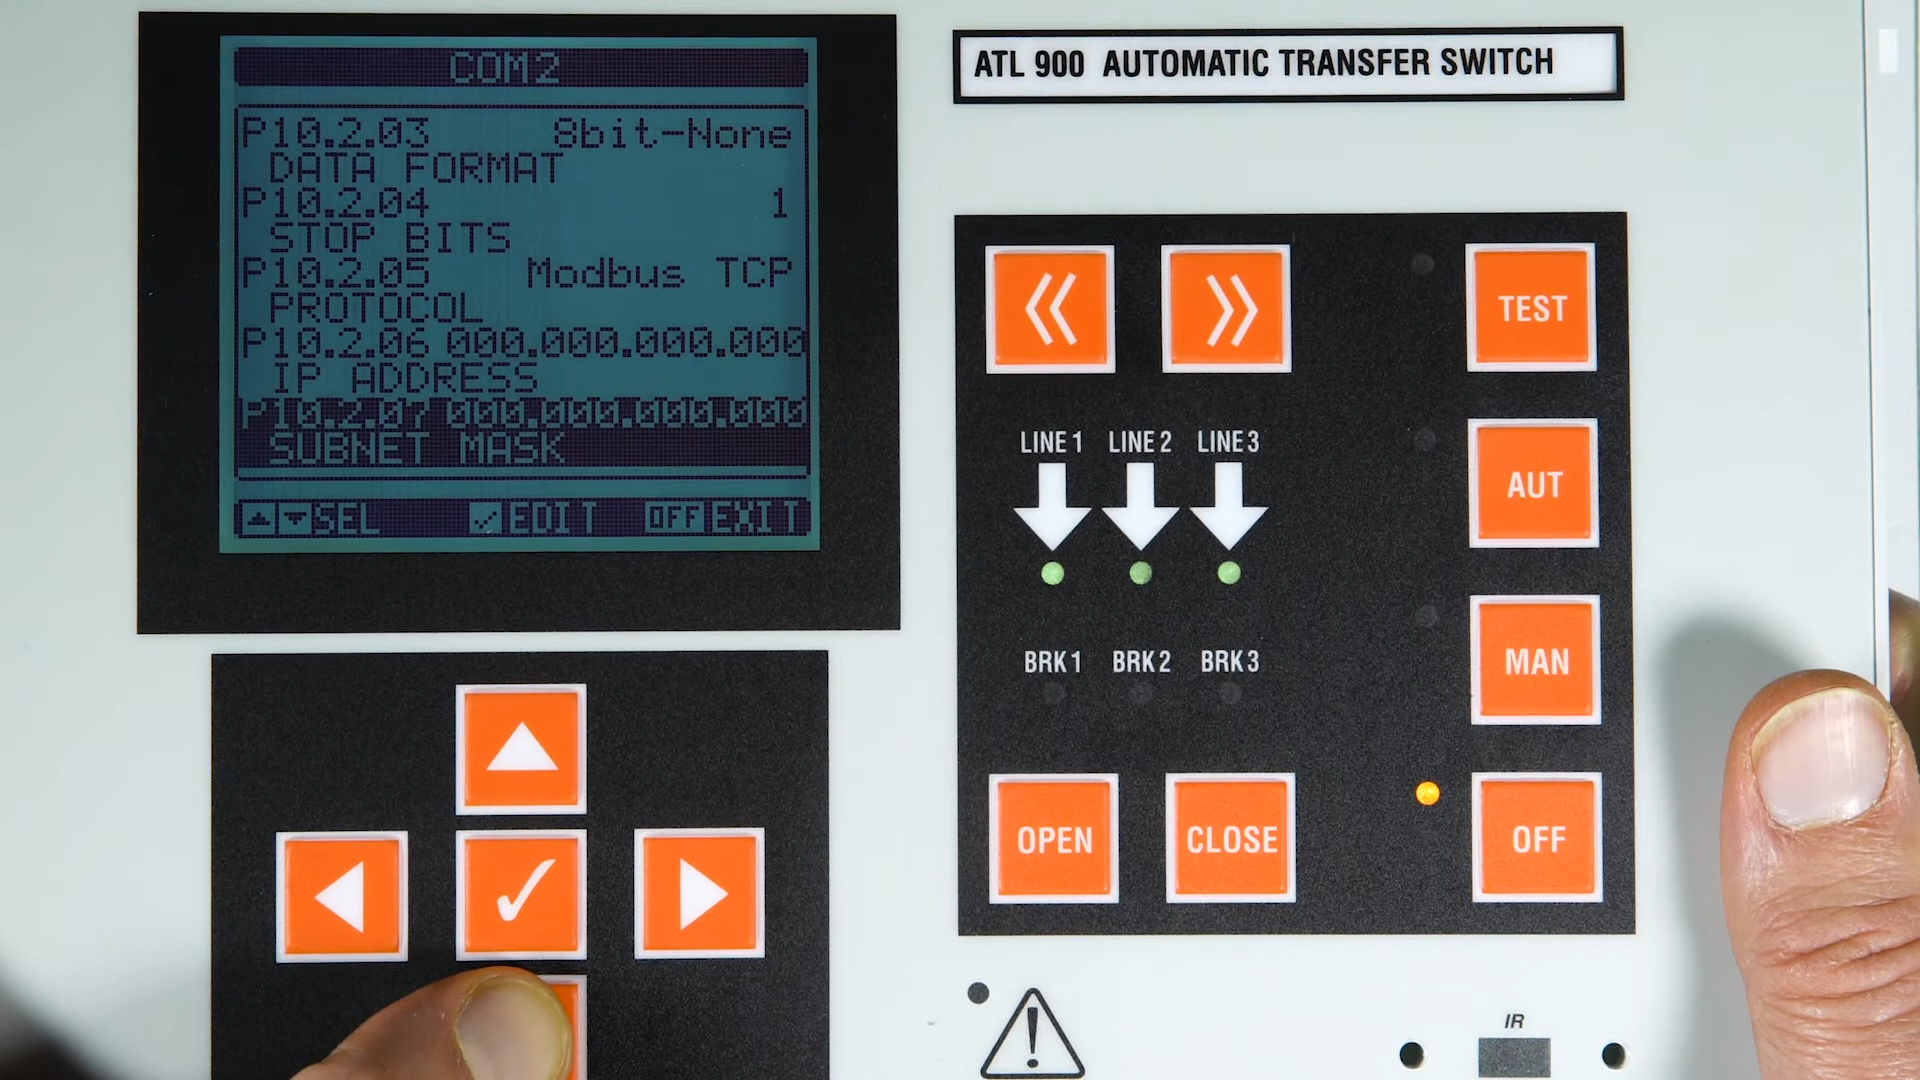 COM2
P10.2.03 8bit-None
DATA FORMAT
P10.2.04 1
STOP BITS
P10.2.05 Modbus TCP
PROTOCOL
P10.2.06 000.000.000.000
IP ADDRESS
P10.2.07 000.000.000.000
SUBNET MASK
SEL EDIT OFF EXIT
ATL 900 AUTOMATIC TRANSFER SWITCH
TEST
LINE 1 LINE 2 LINE 3
AUT
BRK 1 BRK 2 BRK 3
MAN
OPEN CLOSE OFF
IR